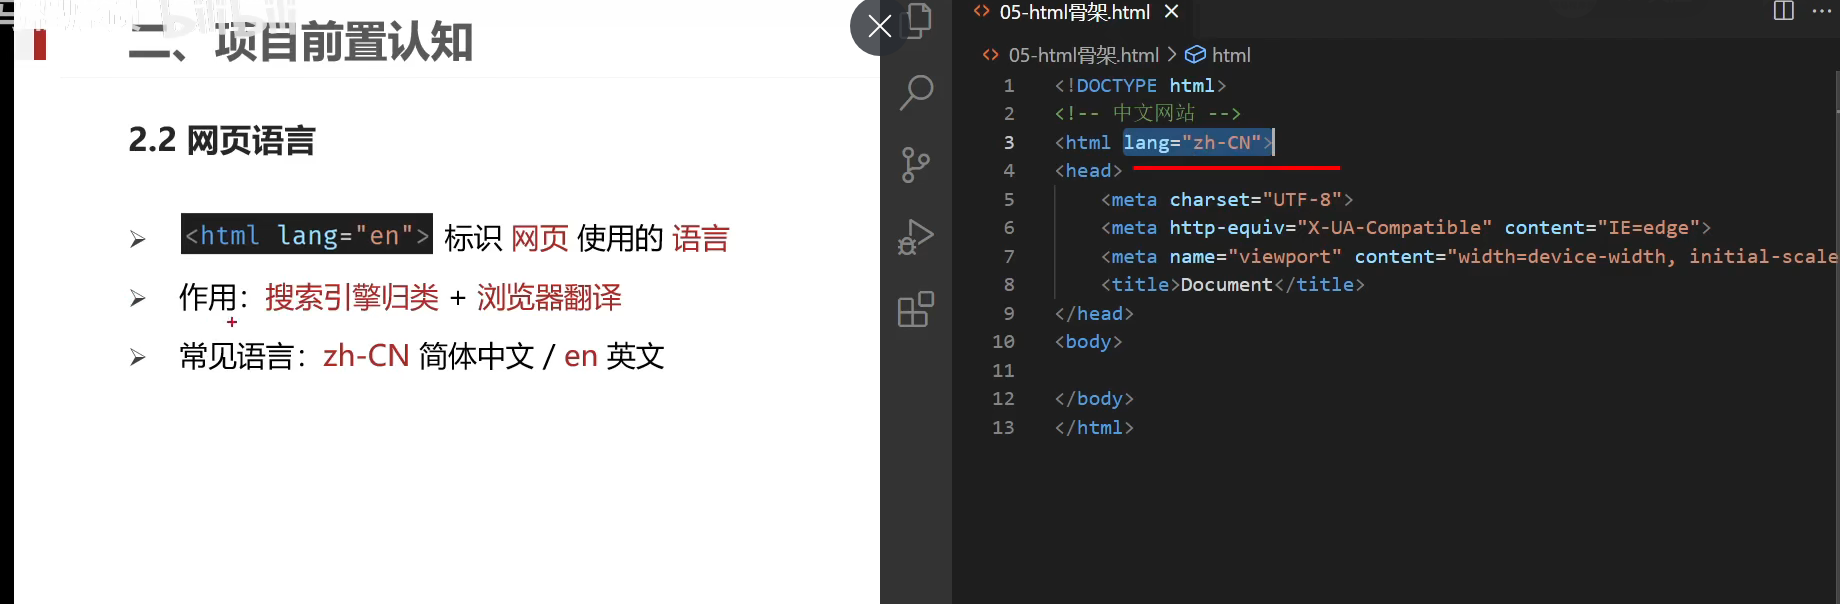 二、项目前置认知
2.2 网页语言
<html lang="en"> 标识 网页 使用的 语言
作用：搜索引擎归类 + 浏览器翻译
常见语言：zh-CN 简体中文 / en 英文
05-html骨架.html
05-html骨架.html > html
1 <!DOCTYPE html>
2 <!-- 中文网站 -->
3 <html lang="zh-CN">
4 <head>
5 <meta charset="UTF-8">
6 <meta http-equiv="X-UA-Compatible" content="IE=edge">
7 <meta name="viewport" content="width=device-width, initial-scale
8 <title>Document</title>
9 </head>
10 <body>
11
12 </body>
13 </html>